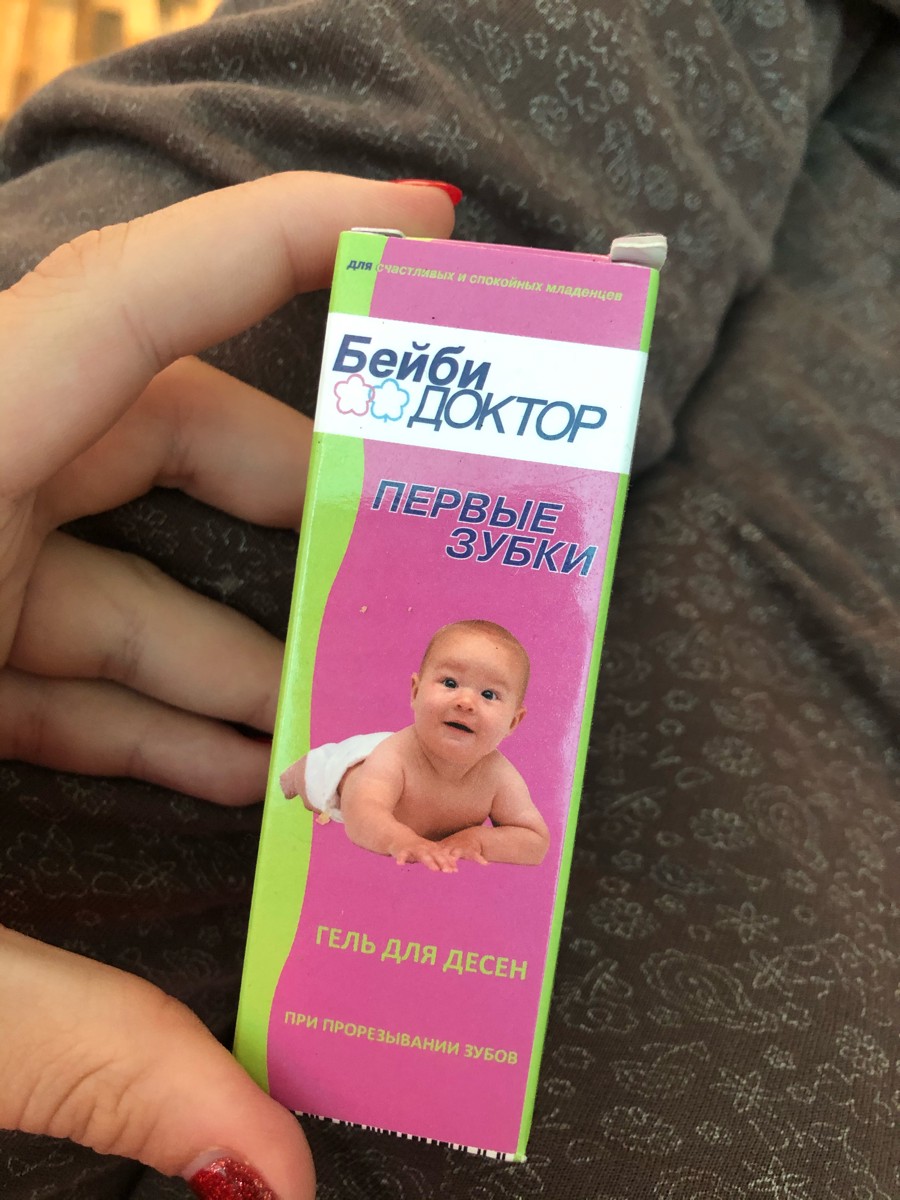 для счастливых и спокойных младенцев
Бейби
ДОКТОР
ПЕРВЫЕ
ЗУБКИ
ГЕЛЬ ДЛЯ ДЕСЕН
ПРИ ПРОРЕЗЫВАНИИ ЗУБОВ